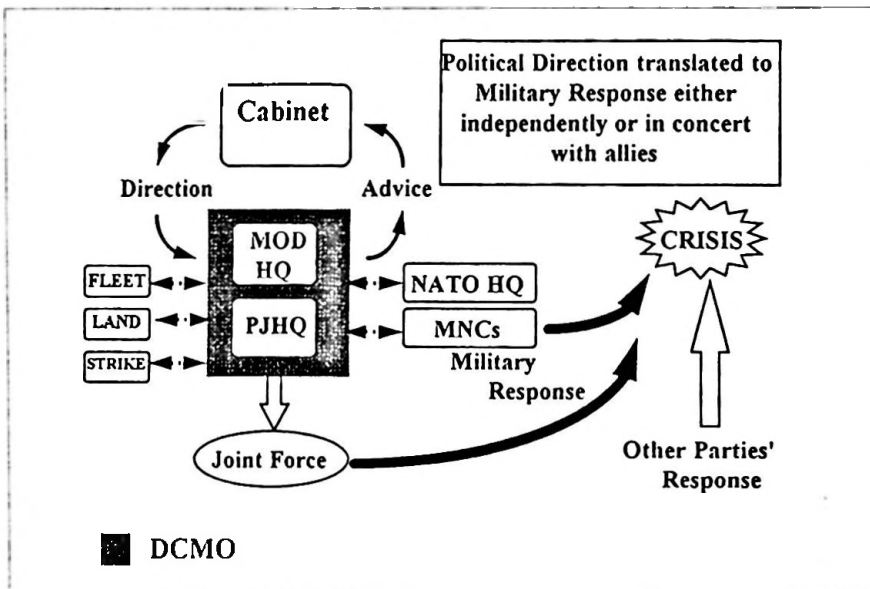 Political Direction translated to
Military Response either
independently or in concert
with allies
Cabinet
Direction
Advice
MOD
HQ
PJHQ
FLEET
LAND
STRIKE
NATO HQ
MNCs
Military
Response
CRISIS
Joint Force
Other Parties'
Response
DCMO